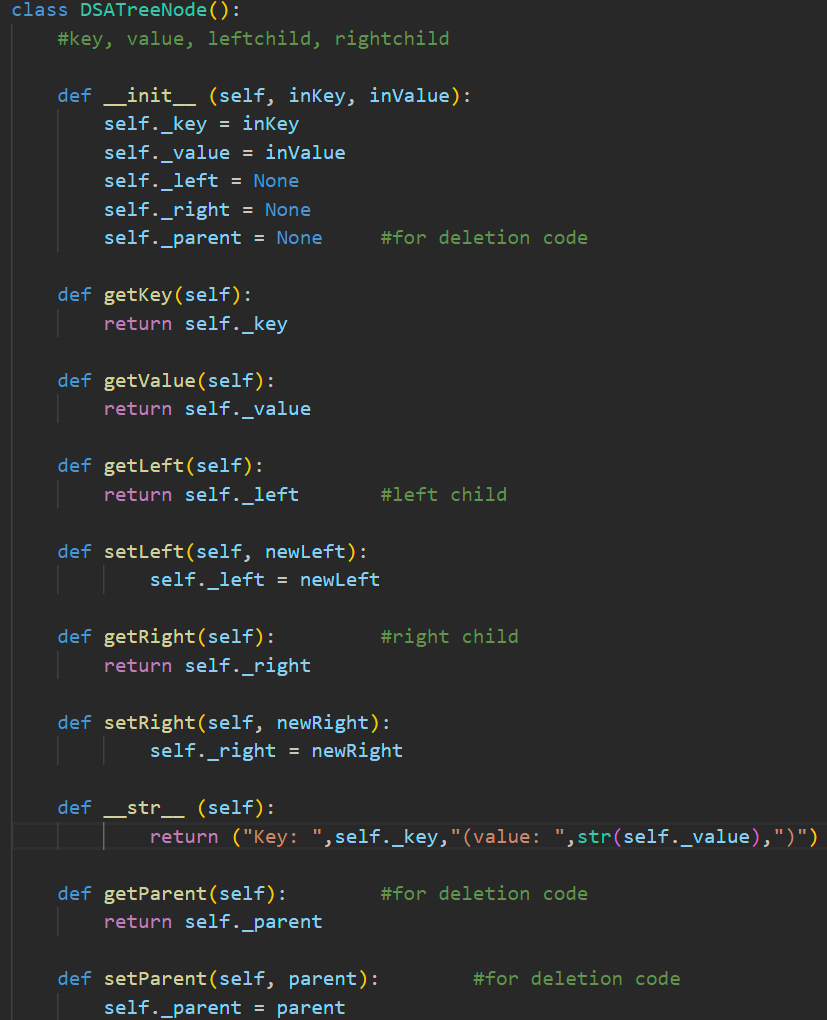 class DSATreeNode():
    #key, value, leftchild, rightchild

    def __init__ (self, inKey, inValue):
        self._key = inKey
        self._value = inValue
        self._left = None
        self._right = None
        self._parent = None     #for deletion code

    def getKey(self):
        return self._key

    def getValue(self):
        return self._value

    def getLeft(self):
        return self._left       #left child

    def setLeft(self, newLeft):
            self._left = newLeft

    def getRight(self):         #right child
        return self._right

    def setRight(self, newRight):
            self._right = newRight

    def __str__ (self):
            return ("Key: ",self._key,"(value: ",str(self._value),")")

    def getParent(self):        #for deletion code
        return self._parent

    def setParent(self, parent):        #for deletion code
        self._parent = parent